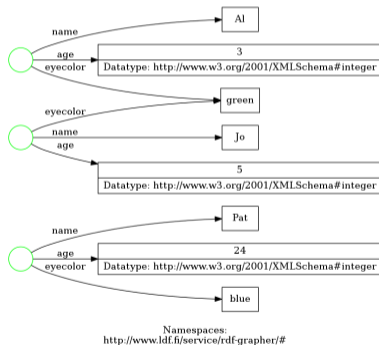 name
Al
age
3
Datatype: http://www.w3.org/2001/XMLSchema#integer
eyecolor
green
eyecolor
name
Jo
age
5
Datatype: http://www.w3.org/2001/XMLSchema#integer
name
Pat
age
24
Datatype: http://www.w3.org/2001/XMLSchema#integer
eyecolor
blue
Namespaces:
http://www.ldf.fi/service/rdf-grapher/#